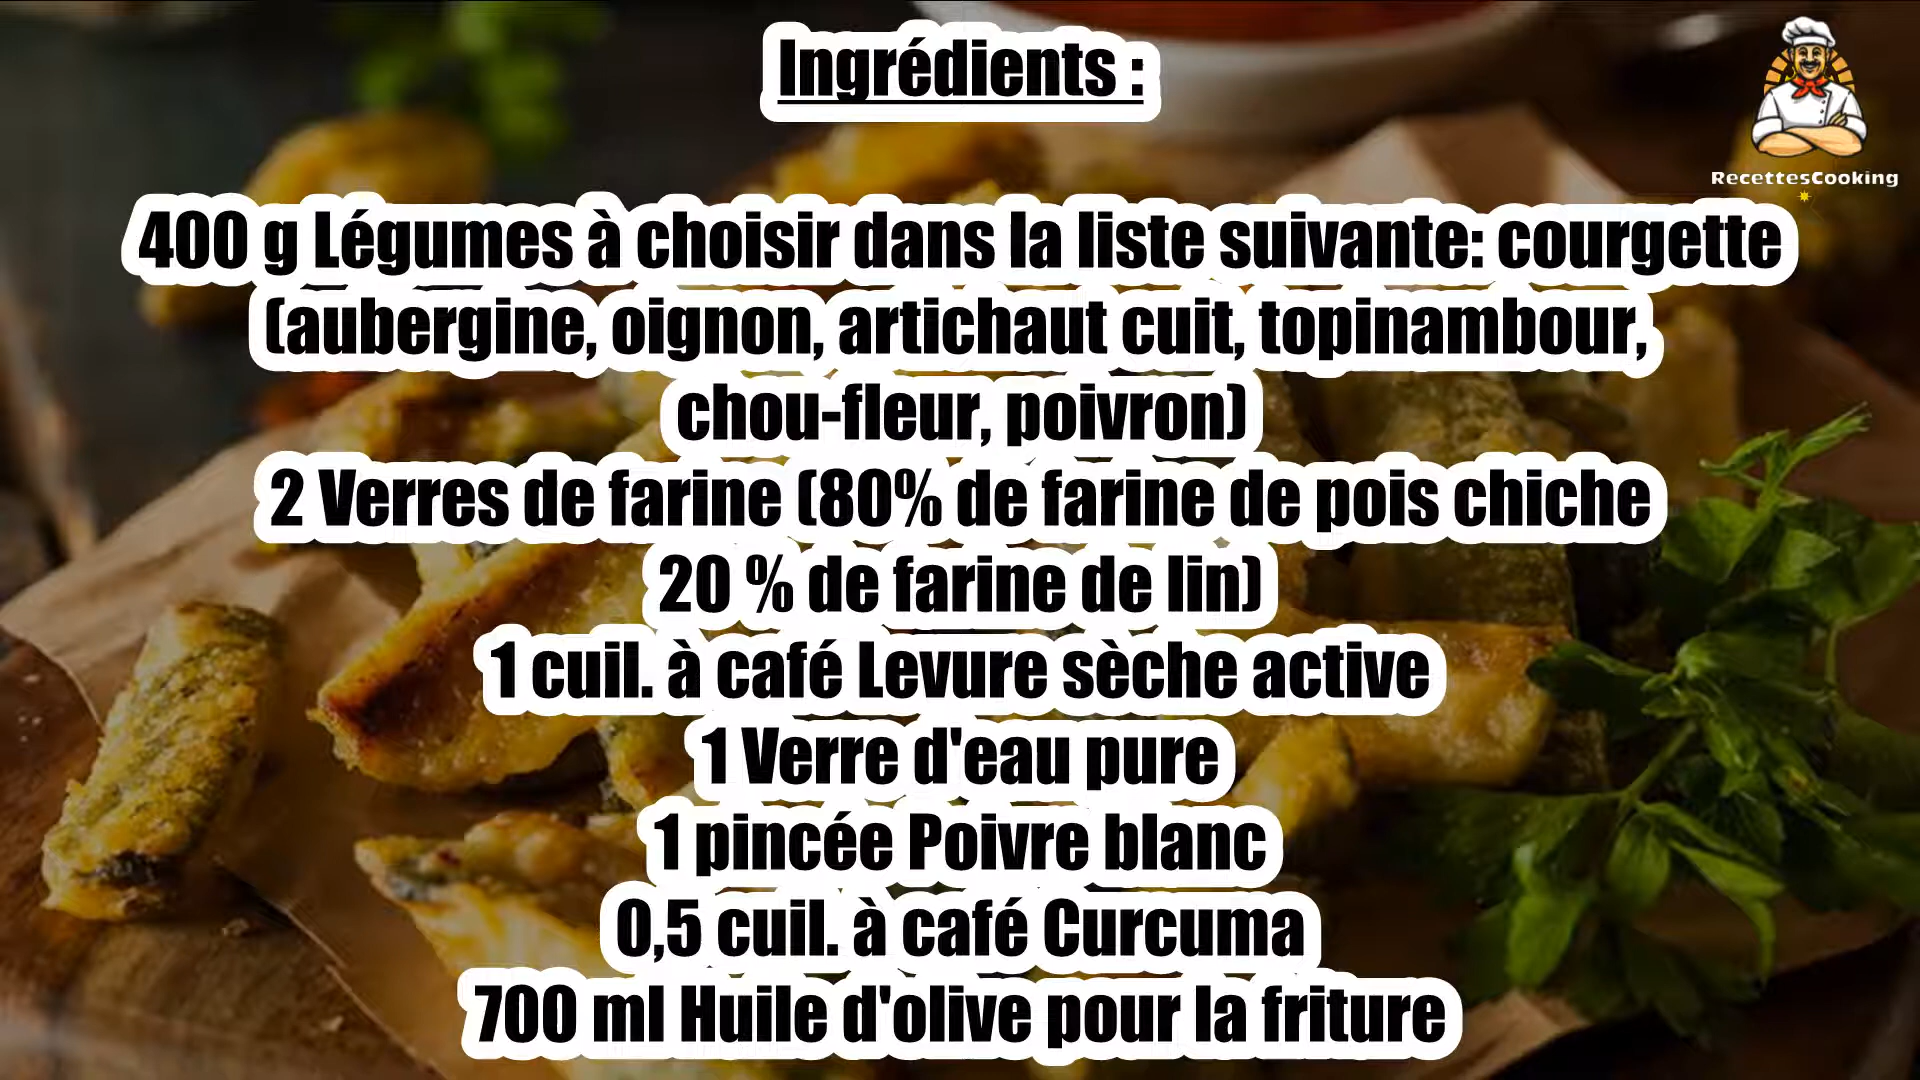 Ingrédients :
RecettesCooking
400 g Légumes à choisir dans la liste suivante: courgette
(aubergine, oignon, artichaut cuit, topinambour,
chou-fleur, poivron)
2 Verres de farine (80% de farine de pois chiche
20 % de farine de lin)
1 cuil. à café Levure sèche active
1 Verre d'eau pure
1 pincée Poivre blanc
0,5 cuil. à café Curcuma
700 ml Huile d'olive pour la friture